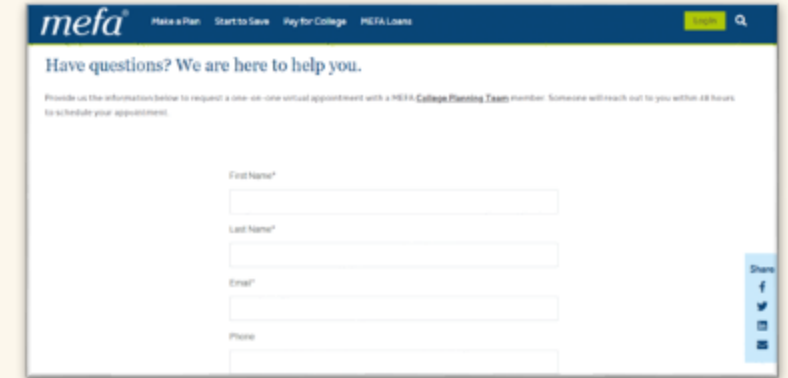 mefa®
Make a Plan Start to Save Pay for College MEFA Loans Login
Have questions? We are here to help you.
Provide us the information below to request a one-on-one virtual appointment with a MEFA College Planning Team member. Someone will reach out to you within 48 hours
to schedule your appointment.
First Name*
Last Name*
Email*
Phone
Share